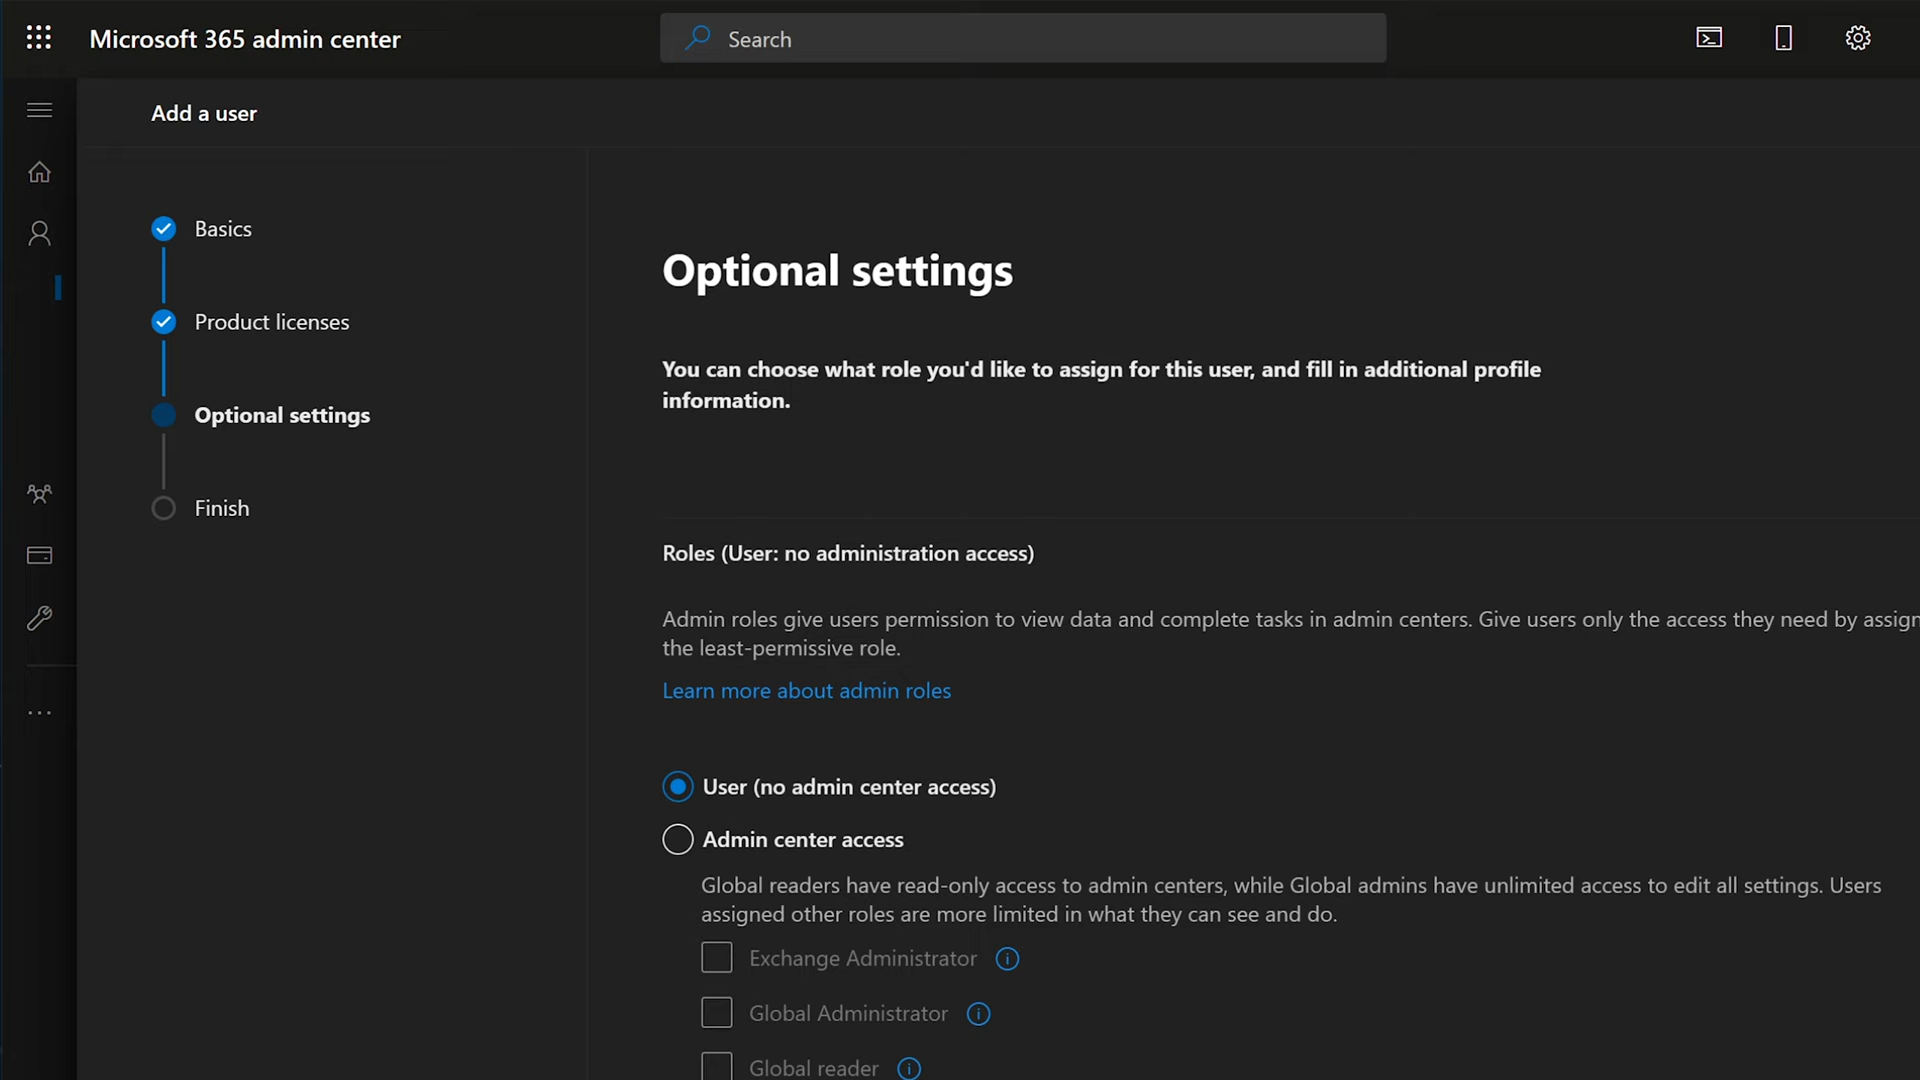 Microsoft 365 admin center
Search
Add a user
Basics
Product licenses
Optional settings
Finish
Optional settings
You can choose what role you'd like to assign for this user, and fill in additional profile
information.
Roles (User: no administration access)
Admin roles give users permission to view data and complete tasks in admin centers. Give users only the access they need by assign
the least-permissive role.
Learn more about admin roles
User (no admin center access)
Admin center access
Global readers have read-only access to admin centers, while Global admins have unlimited access to edit all settings. Users
assigned other roles are more limited in what they can see and do.
Exchange Administrator
Global Administrator
Global reader